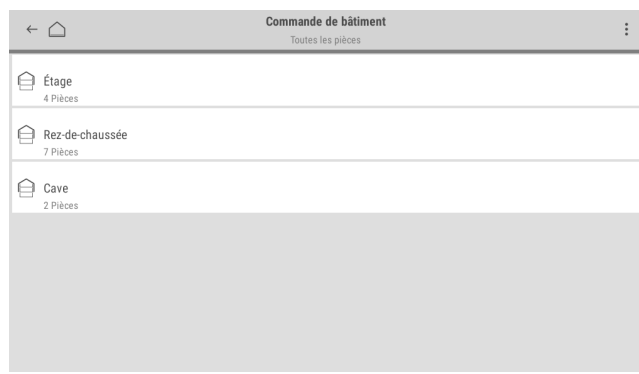 Commande de bâtiment
Toutes les pièces
Étage
4 Pièces
Rez-de-chaussée
7 Pièces
Cave
2 Pièces